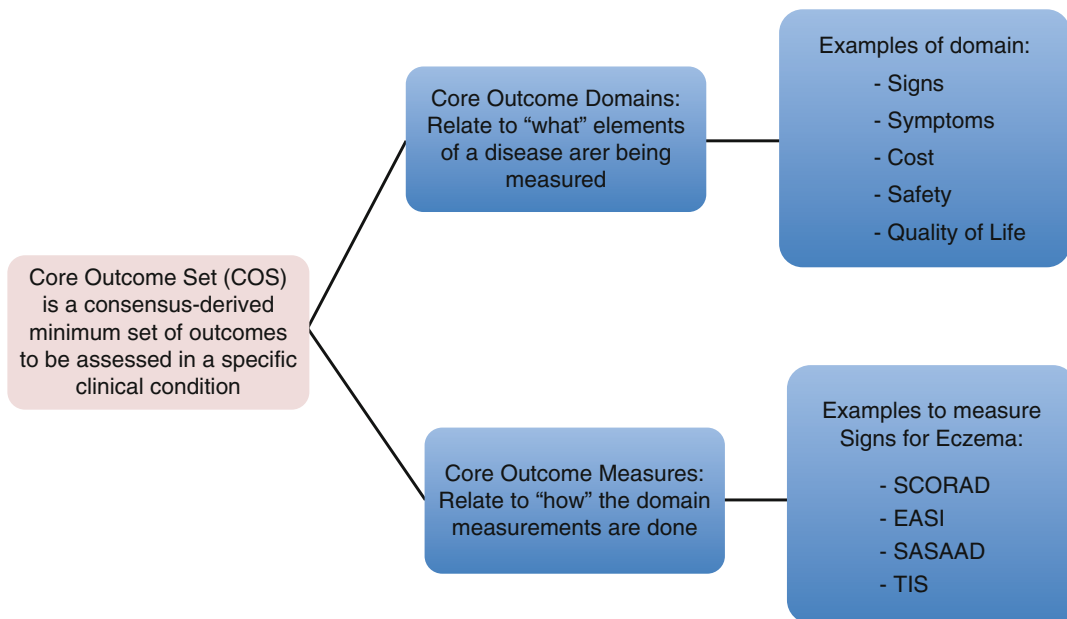 Core Outcome Set (COS)
is a consensus-derived
minimum set of outcomes
to be assessed in a specific
clinical condition
Core Outcome Domains:
Relate to “what” elements
of a disease arer being
measured
Examples of domain:
- Signs
- Symptoms
- Cost
- Safety
- Quality of Life
Core Outcome Measures:
Relate to “how” the domain
measurements are done
Examples to measure
Signs for Eczema:
- SCORAD
- EASI
- SASAAD
- TIS